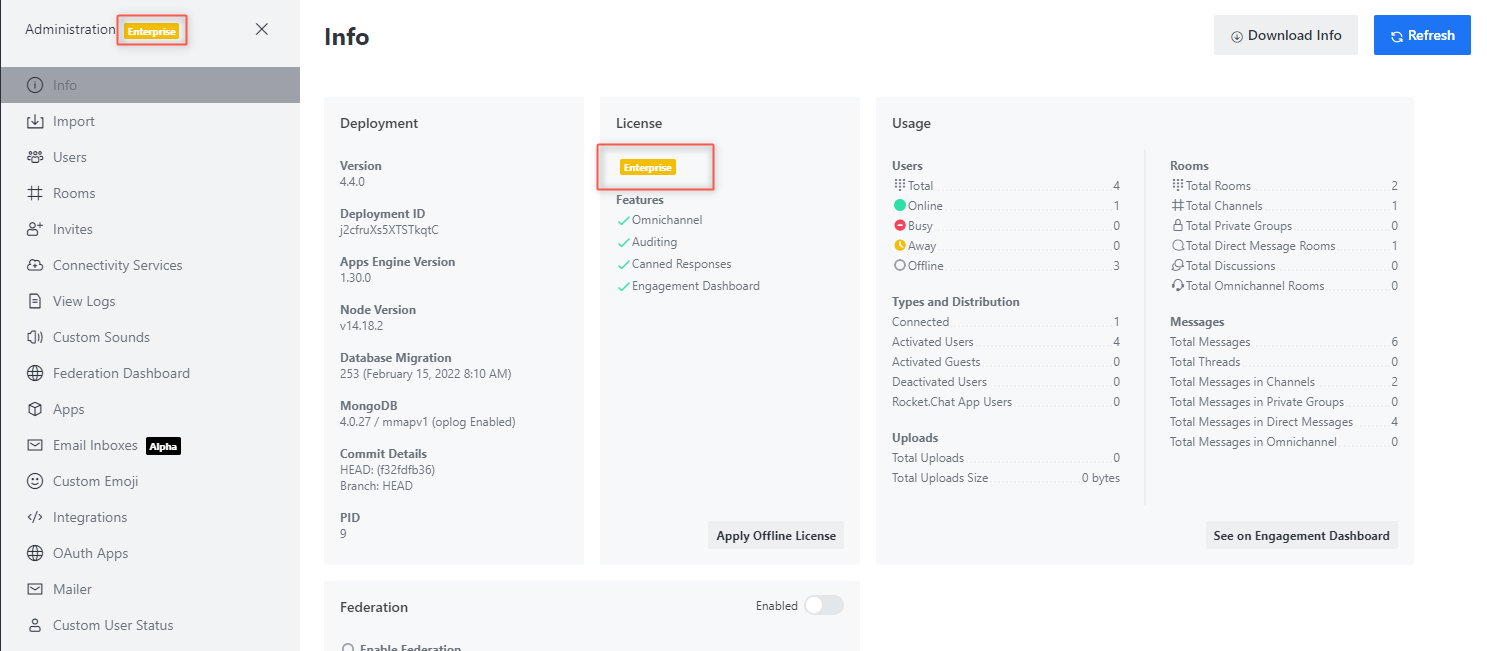 Administration Enterprise
Info
Import
Users
Rooms
Invites
Connectivity Services
View Logs
Custom Sounds
Federation Dashboard
Apps
Email Inboxes Alpha
Custom Emoji
Integrations
OAuth Apps
Mailer
Custom User Status
Info
Download Info
Refresh
Deployment
Version
4.4.0
Deployment ID
j2cfruXs5XTSTkqtC
Apps Engine Version
1.30.0
Node Version
v14.18.2
Database Migration
253 (February 15, 2022 8:10 AM)
MongoDB
4.0.27 / mmapv1 (oplog Enabled)
Commit Details
HEAD: (f32fdfb36)
Branch: HEAD
PID
9
License
Enterprise
Features
Omnichannel
Auditing
Canned Responses
Engagement Dashboard
Apply Offline License
Usage
Users
Total 4
Online 1
Busy 0
Away 0
Offline 3
Types and Distribution
Connected 1
Activated Users 4
Activated Guests 0
Deactivated Users 0
Rocket.Chat App Users 0
Uploads
Total Uploads 0
Total Uploads Size 0 bytes
Rooms
Total Rooms 2
Total Channels 1
Total Private Groups 0
Total Direct Message Rooms 1
Total Discussions 0
Total Omnichannel Rooms 0
Messages
Total Messages 6
Total Threads 0
Total Messages in Channels 2
Total Messages in Private Groups 0
Total Messages in Direct Messages 4
Total Messages in Omnichannel 0
See on Engagement Dashboard
Federation
Enabled
Enable Federation